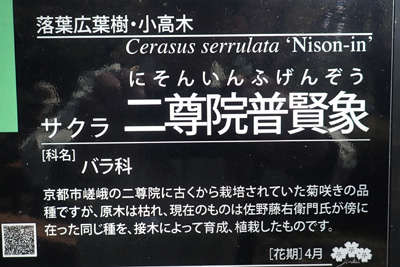 落葉広葉樹・小高木
Cerasus serrulata ‘Nison-in’
にそんいんふげんぞう
サクラ 二尊院普賢象
[科名]
バラ科
京都市嵯峨の二尊院に古くから栽培されていた菊咲きの品
種ですが、原木は枯れ、現在のものは佐野藤右衛門氏が傍に
在った同じ種を、接木によって育成、植栽したものです。
[花期] 4月